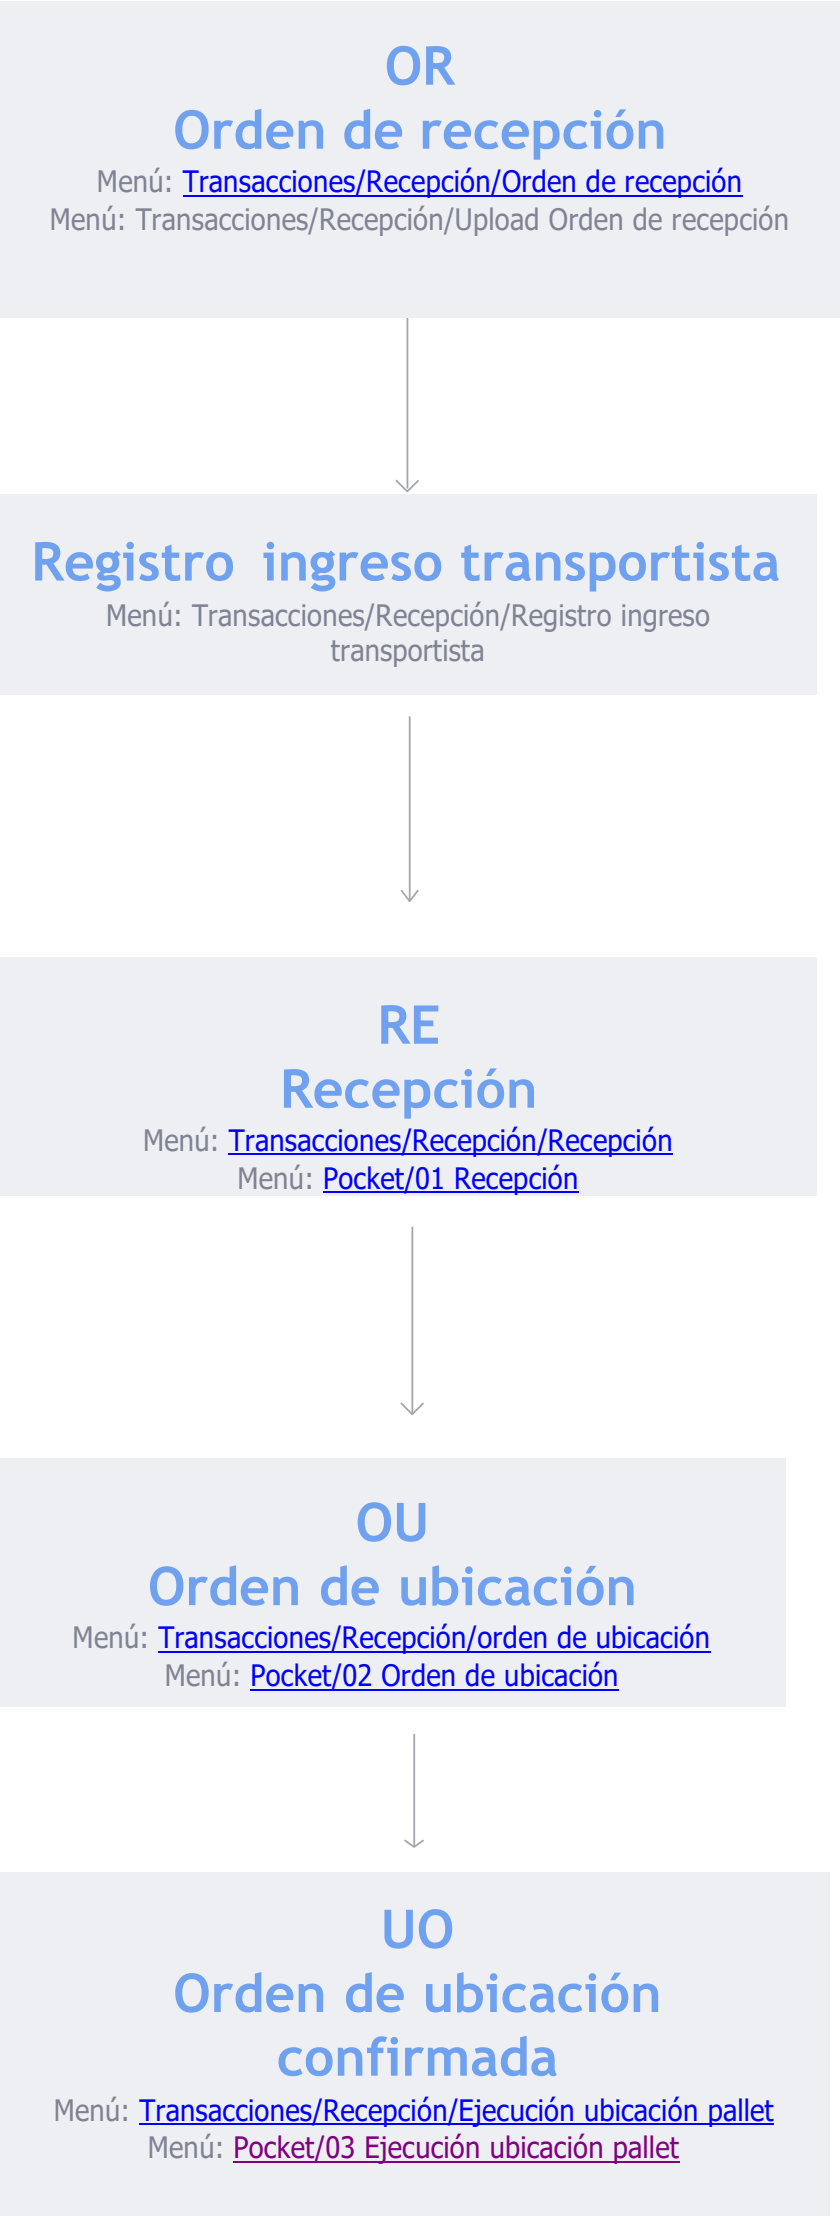 OR
Orden de recepción
Menú: Transacciones/Recepción/Orden de recepción
Menú: Transacciones/Recepción/Upload Orden de recepción
Registro ingreso transportista
Menú: Transacciones/Recepción/Registro ingreso
transportista
RE
Recepción
Menú: Transacciones/Recepción/Recepción
Menú: Pocket/01 Recepción
OU
Orden de ubicación
Menú: Transacciones/Recepción/orden de ubicación
Menú: Pocket/02 Orden de ubicación
UO
Orden de ubicación
confirmada
Menú: Transacciones/Recepción/Ejecución ubicación pallet
Menú: Pocket/03 Ejecución ubicación pallet